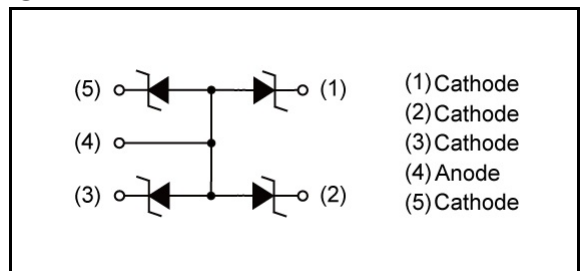 (5) (1)
(4)
(3) (2)
(1) Cathode
(2) Cathode
(3) Cathode
(4) Anode
(5) Cathode